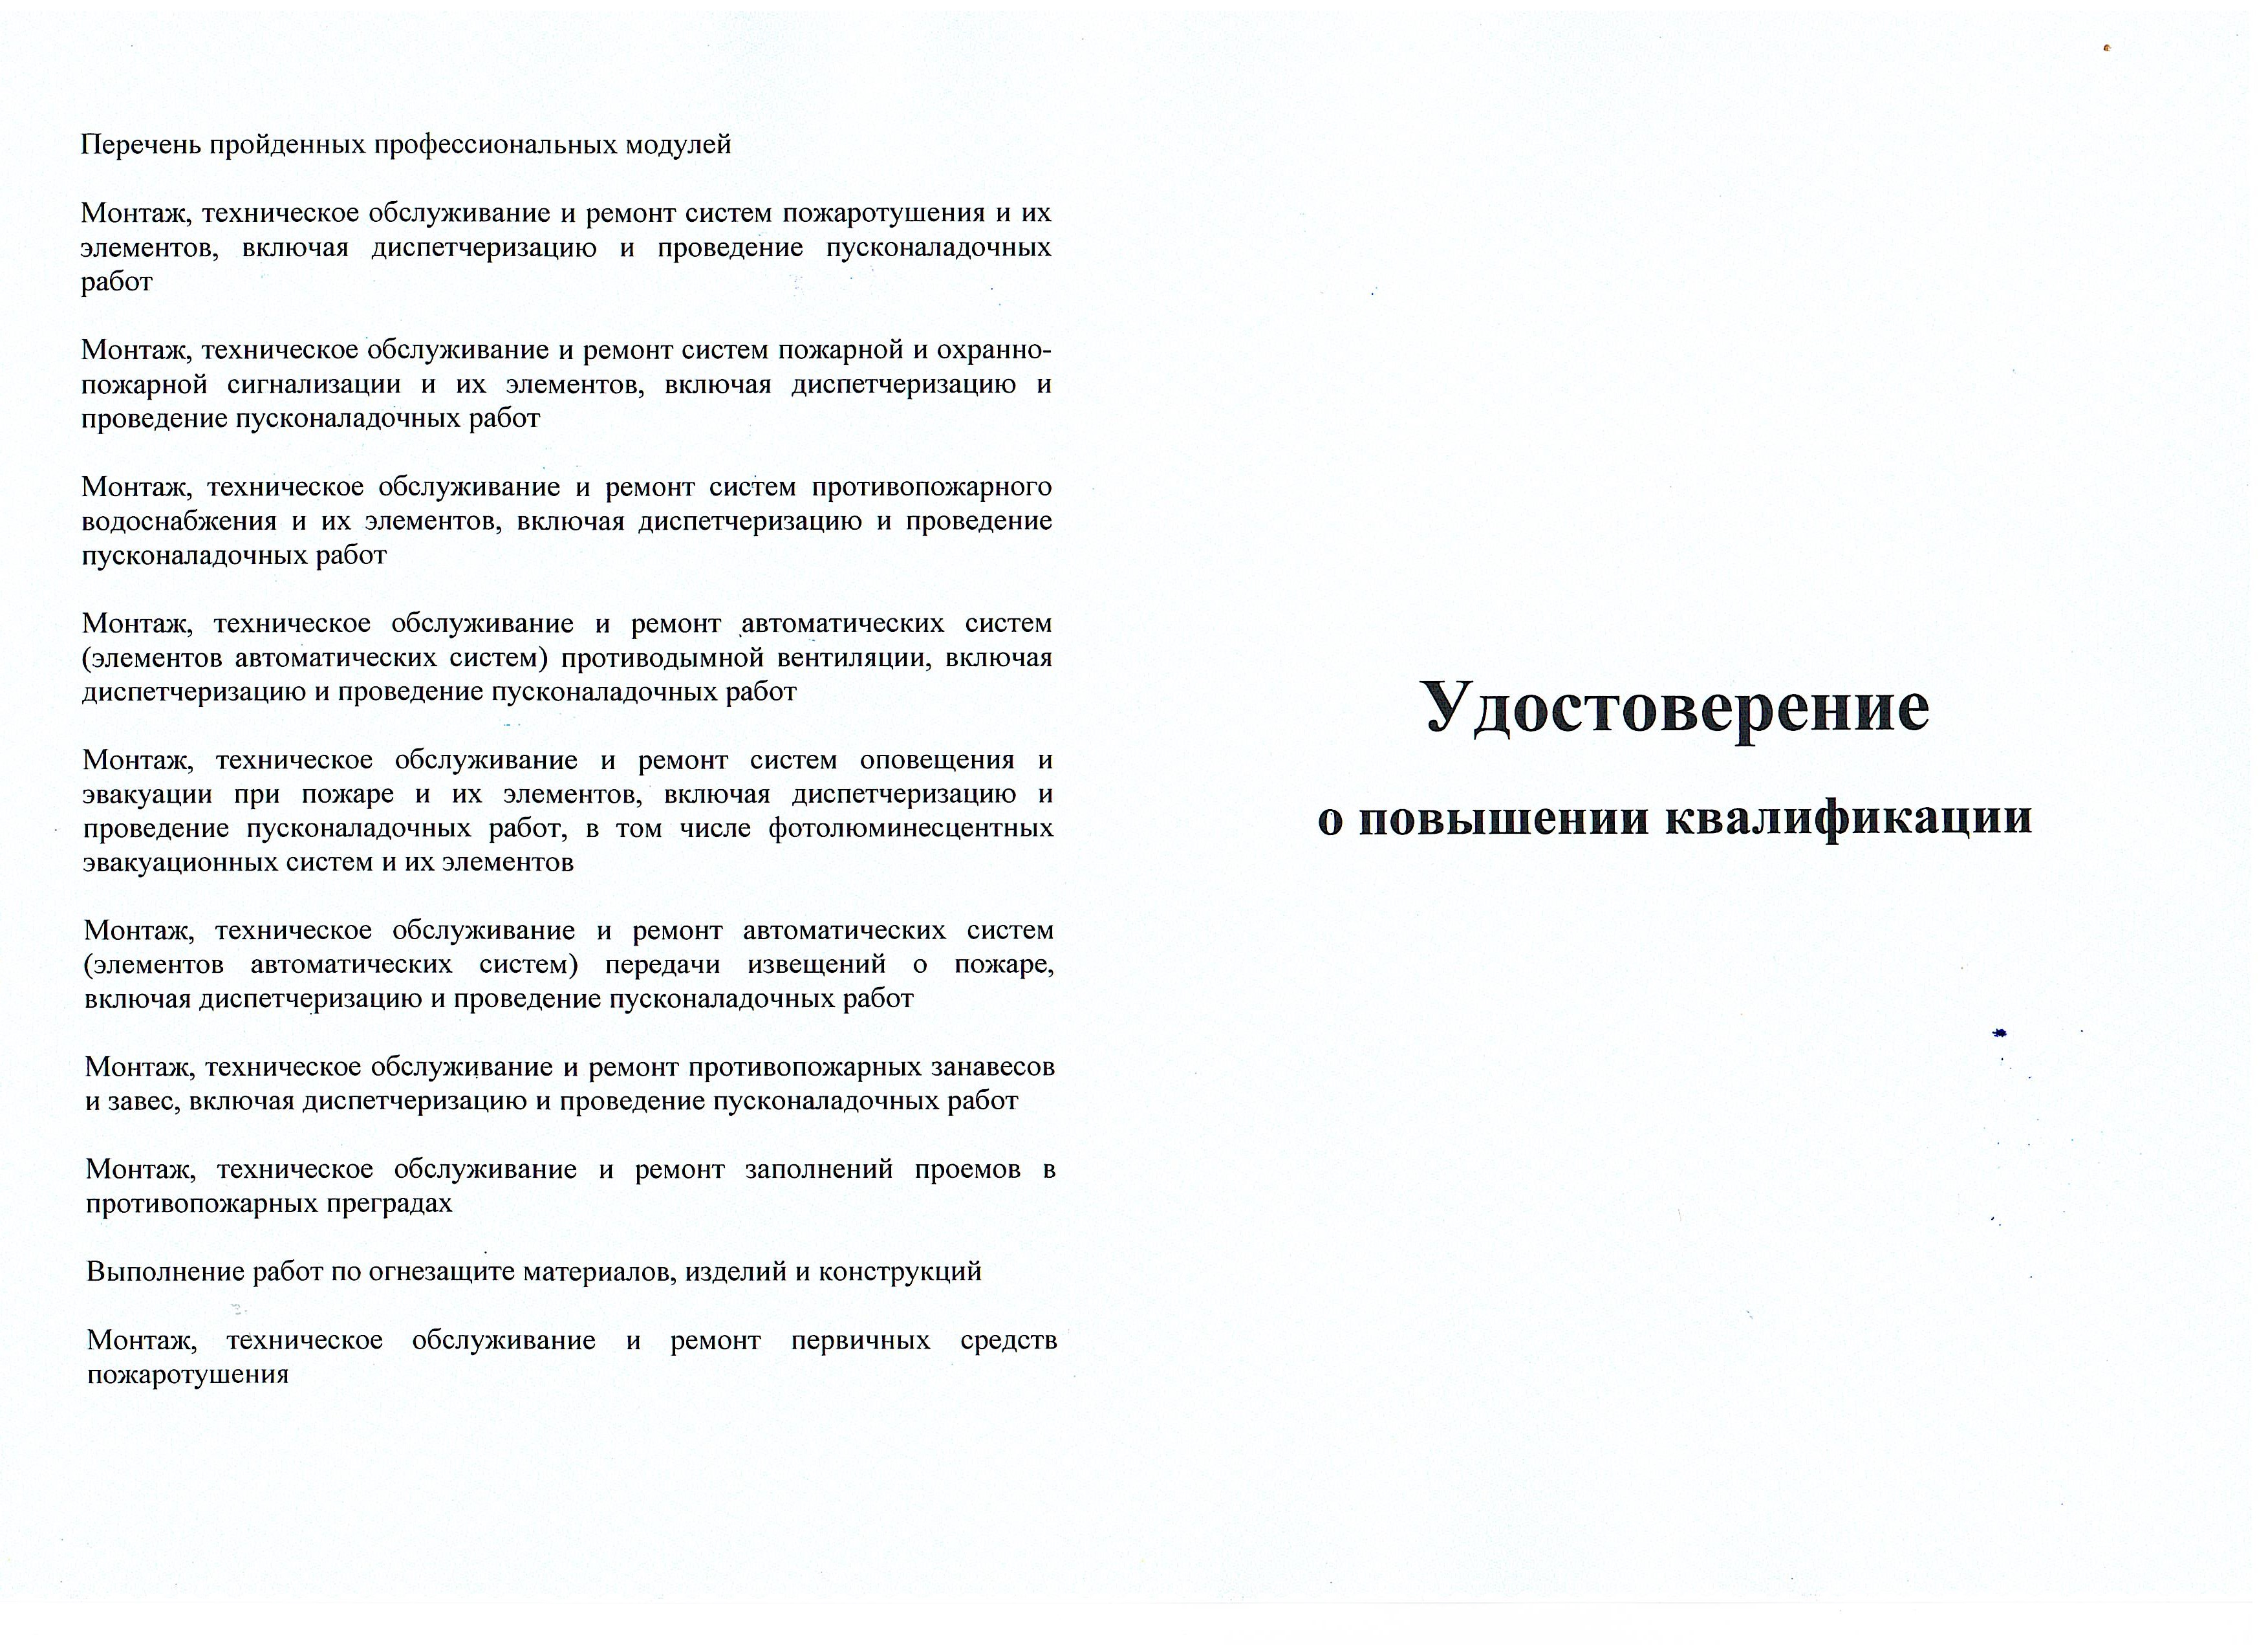 Перечень пройденных профессиональных модулей
Монтаж, техническое обслуживание и ремонт систем пожаротушения и их
элементов, включая диспетчеризацию и проведение пусконаладочных
работ
Монтаж, техническое обслуживание и ремонт систем пожарной и охранно-
пожарной сигнализации и их элементов, включая диспетчеризацию и
проведение пусконаладочных работ
Монтаж, техническое обслуживание и ремонт систем противопожарного
водоснабжения и их элементов, включая диспетчеризацию и проведение
пусконаладочных работ
Монтаж, техническое обслуживание и ремонт автоматических систем
(элементов автоматических систем) противодымной вентиляции, включая
диспетчеризацию и проведение пусконаладочных работ
Монтаж, техническое обслуживание и ремонт систем оповещения и
эвакуации при пожаре и их элементов, включая диспетчеризацию и
проведение пусконаладочных работ, в том числе фотолюминесцентных
эвакуационных систем и их элементов
Монтаж, техническое обслуживание и ремонт автоматических систем
(элементов автоматических систем) передачи извещений о пожаре,
включая диспетчеризацию и проведение пусконаладочных работ
Монтаж, техническое обслуживание и ремонт противопожарных занавесов
и завес, включая диспетчеризацию и проведение пусконаладочных работ
Монтаж, техническое обслуживание и ремонт заполнений проемов в
противопожарных преградах
Выполнение работ по огнезащите материалов, изделий и конструкций
Монтаж, техническое обслуживание и ремонт первичных средств
пожаротушения
Удостоверение
о повышении квалификации